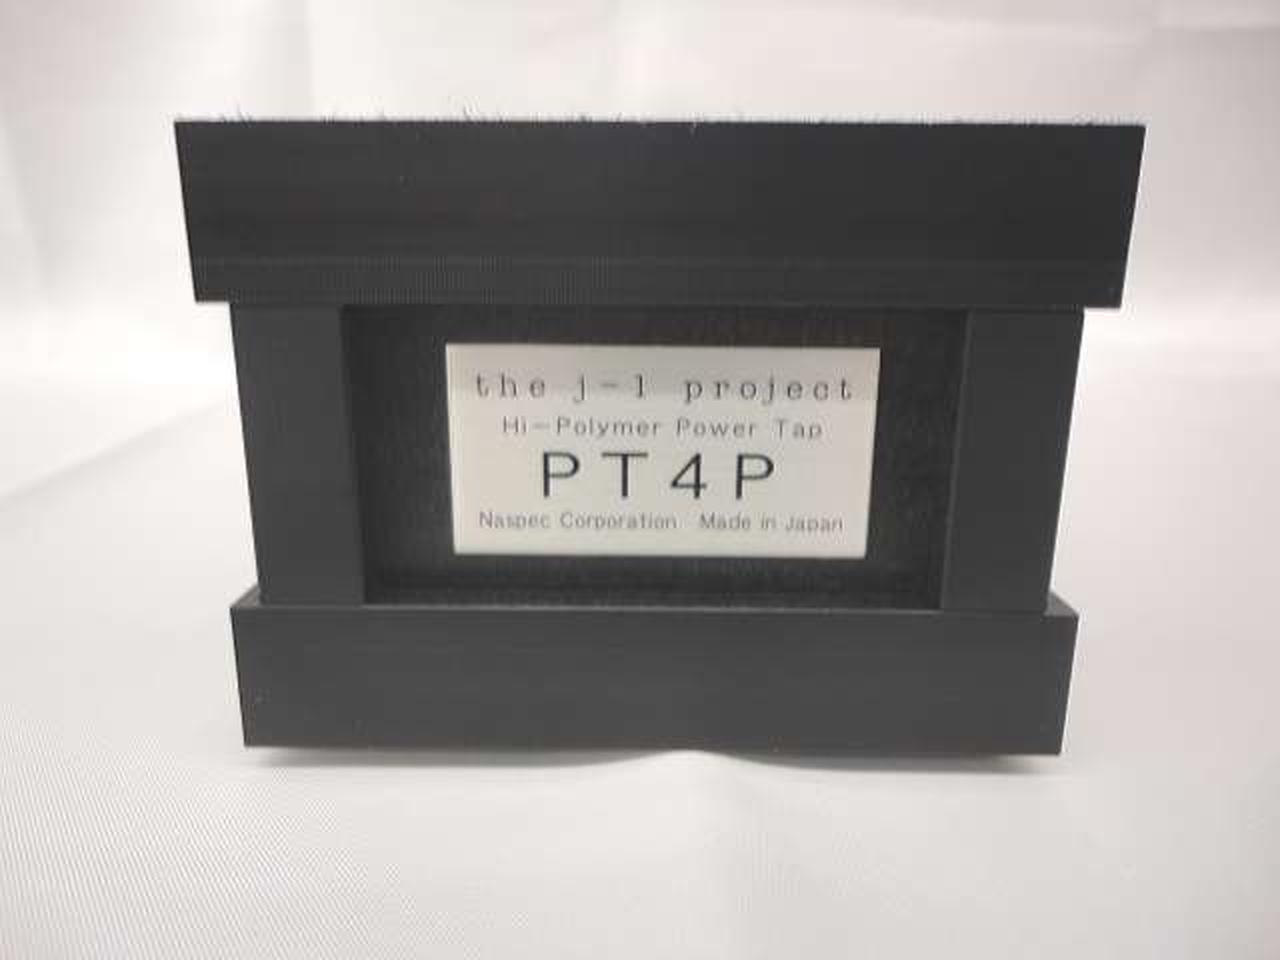 the j-1 project
Hi-Polymer Power Tap
PT4P
Naspec Corporation Made in Japan